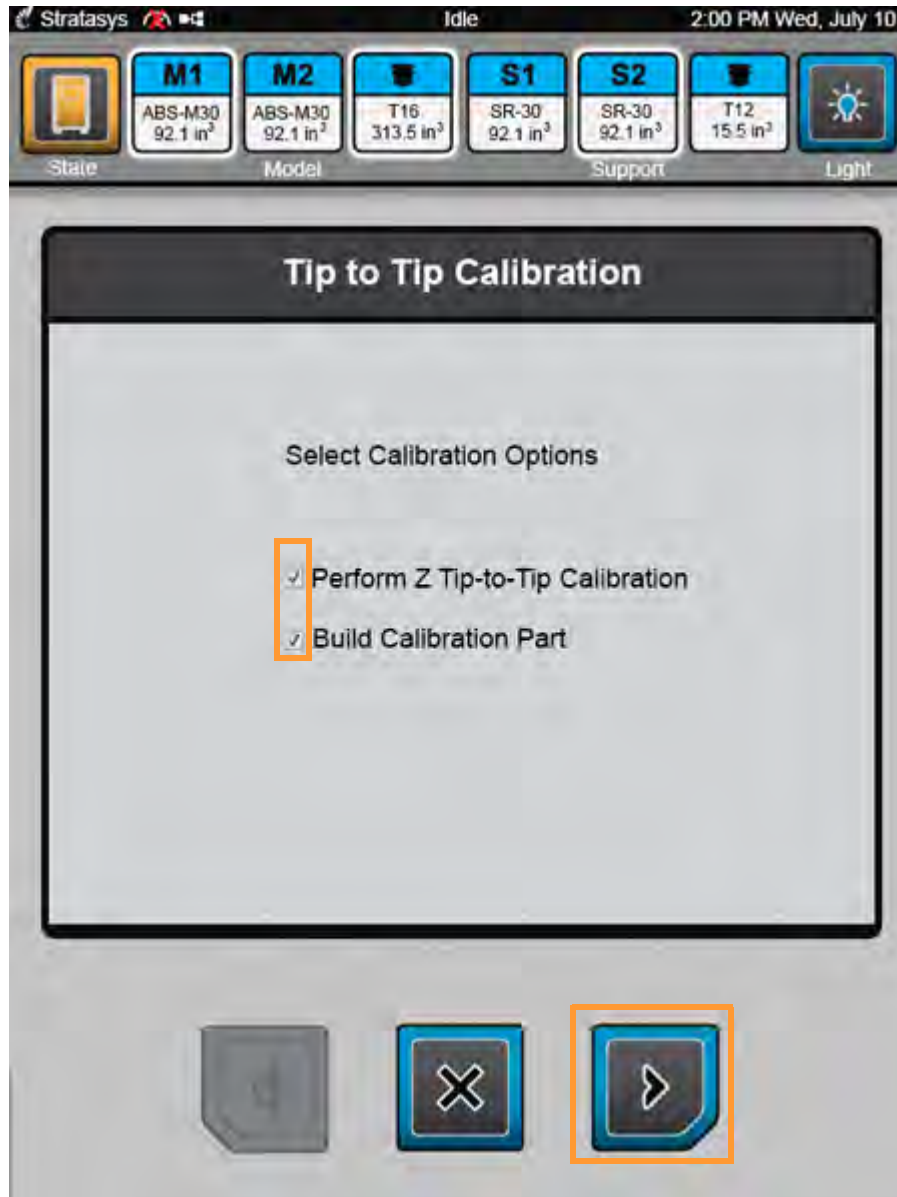 Stratasys Idle 2:00 PM Wed, July 10
M1 M2 S1 S2
ABS-M30 ABS-M30 T16 SR-30 SR-30 T12
92.1 in³ 92.1 in³ 313.5 in³ 92.1 in³ 92.1 in³ 15.5 in³
State Model Support Light
Tip to Tip Calibration
Select Calibration Options
Perform Z Tip-to-Tip Calibration
Build Calibration Part